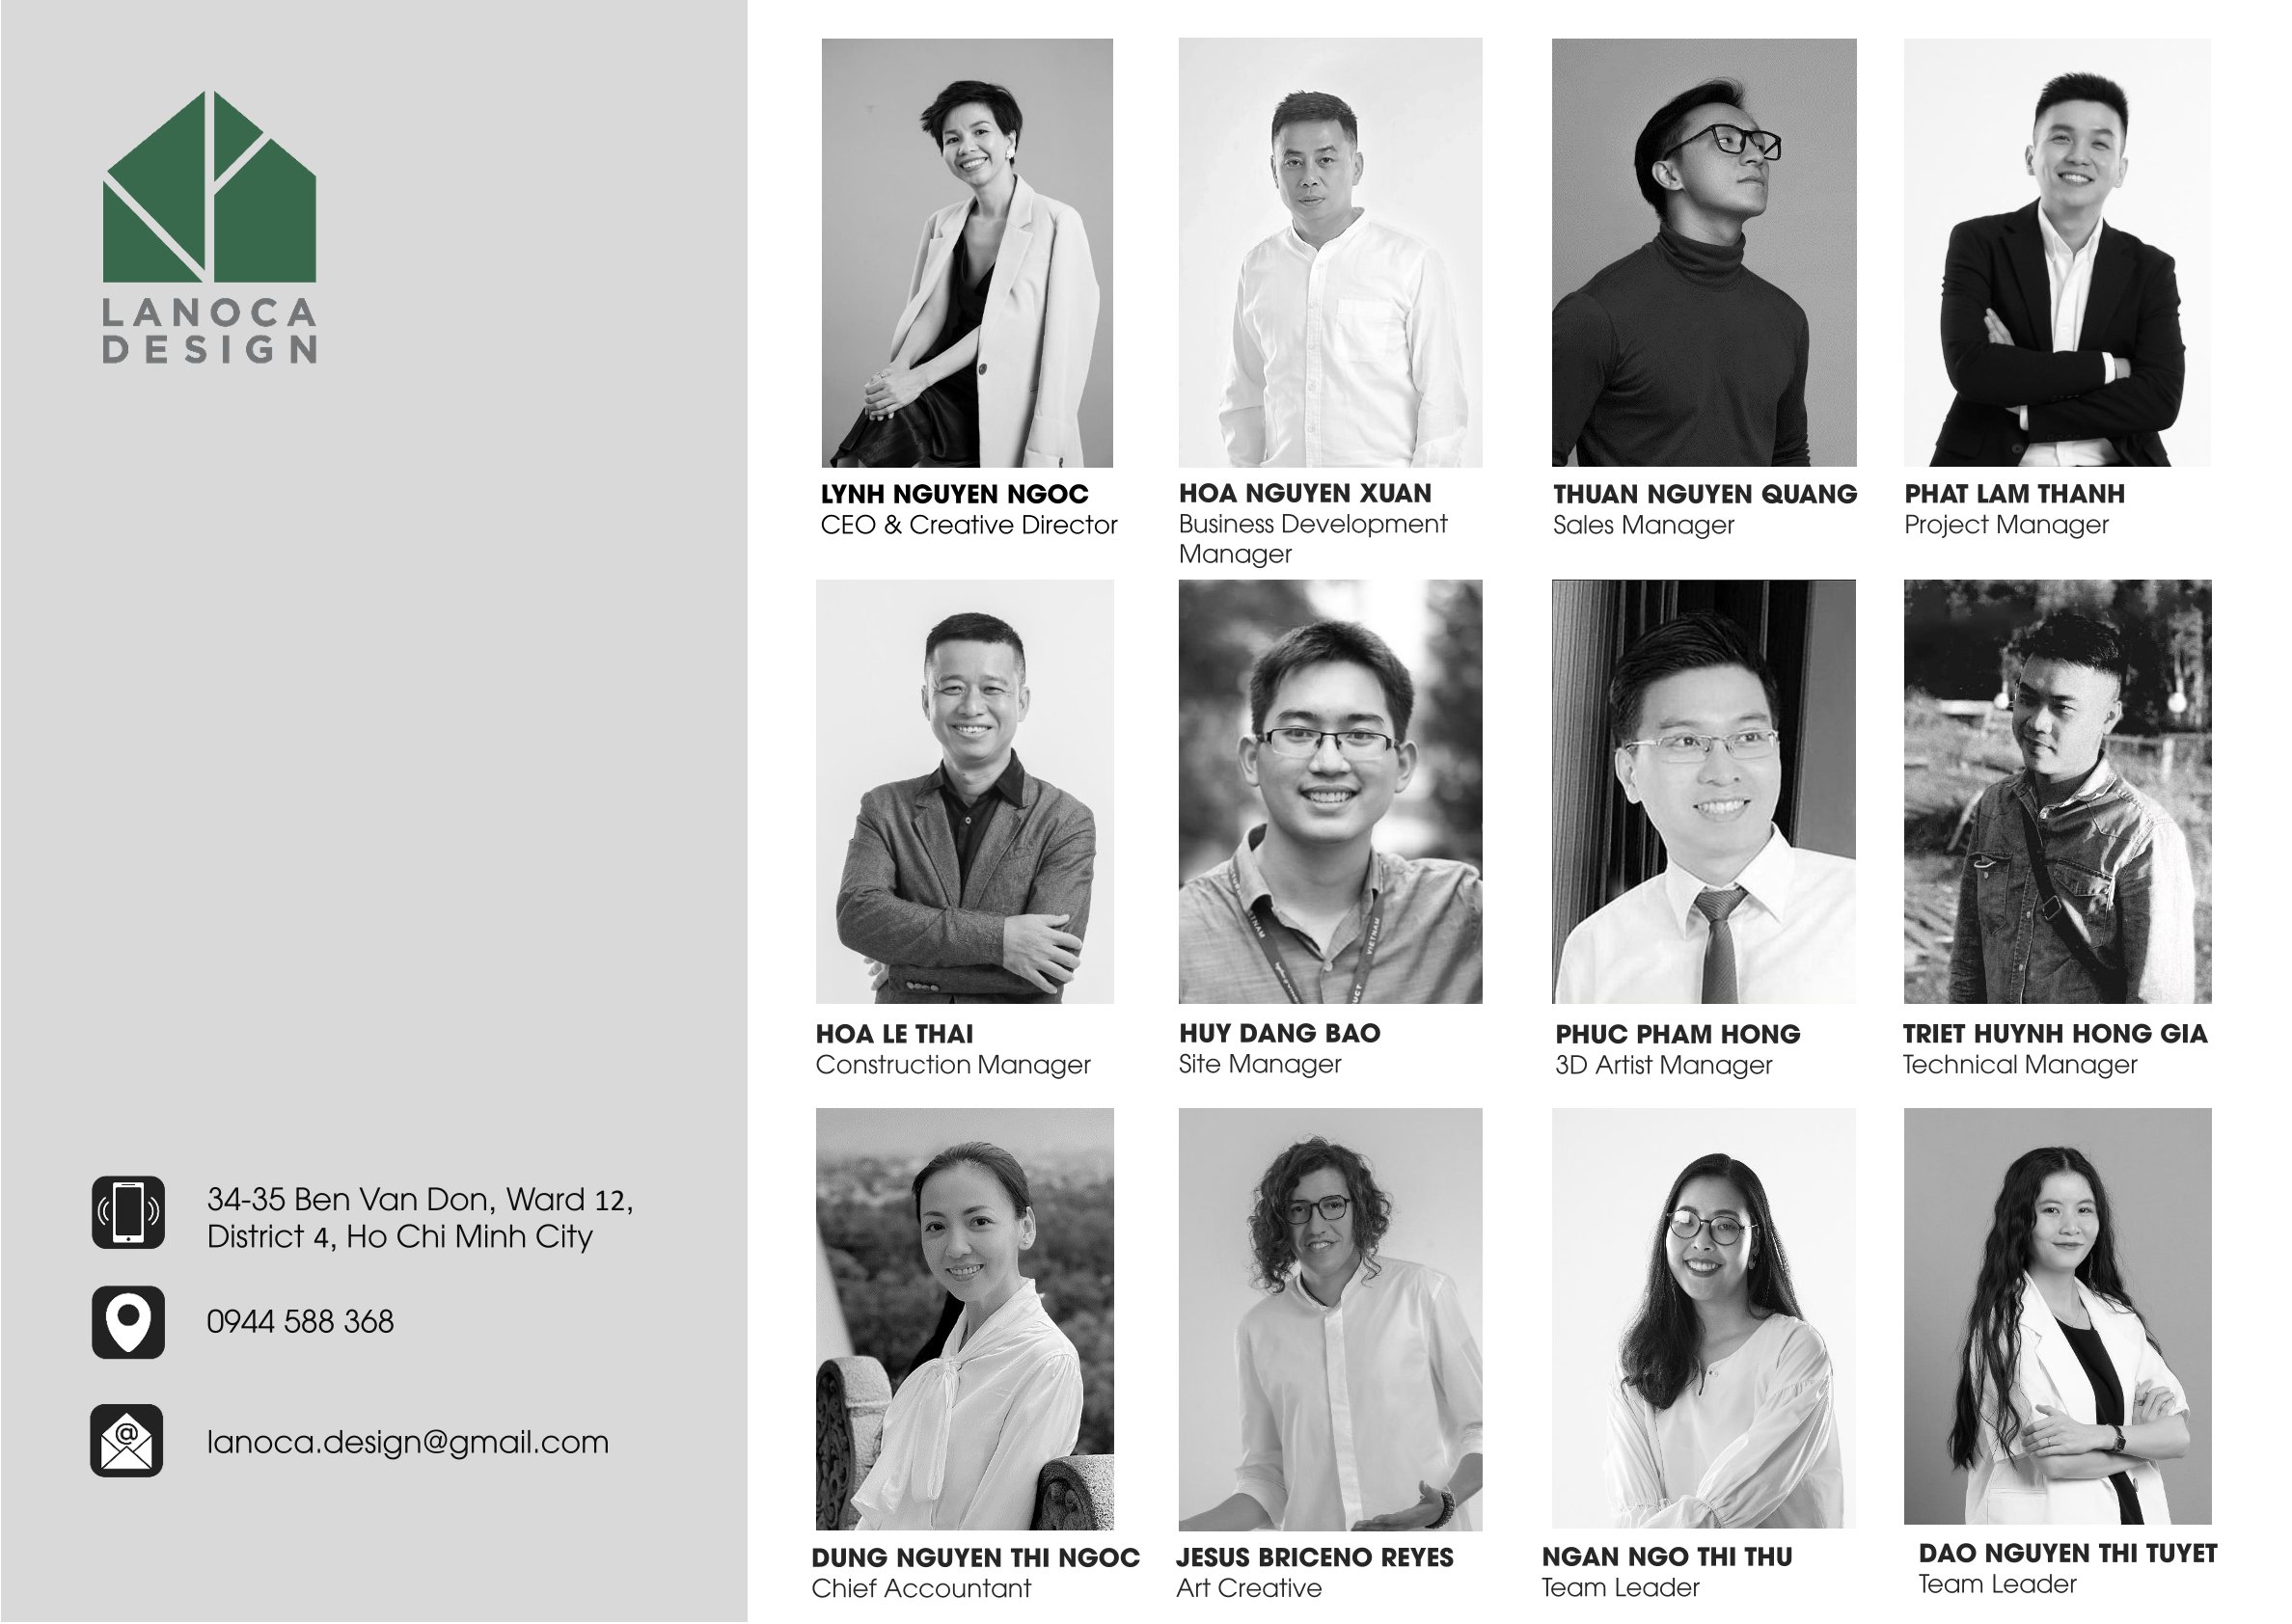 LANOCA
DESIGN
34-35 Ben Van Don, Ward 12,
District 4, Ho Chi Minh City
0944 588 368
@
lanoca.design@gmail.com
LYNH NGUYEN NGOC
CEO & Creative Director
HOA NGUYEN XUAN
Business Development
Manager
THUAN NGUYEN QUANG
Sales Manager
PHAT LAM THANH
Project Manager
VIETNAM
HOA LE THAI
Construction Manager
HUY DANG BAO
Site Manager
PHUC PHAM HONG
3D Artist Manager
TRIET HUYNH HONG GIA
Technical Manager
DUNG NGUYEN THI NGOC
Chief Accountant
JESUS BRICENO REYES
Art Creative
NGAN NGO THI THU
Team Leader
DAO NGUYEN THI TUYET
Team Leader